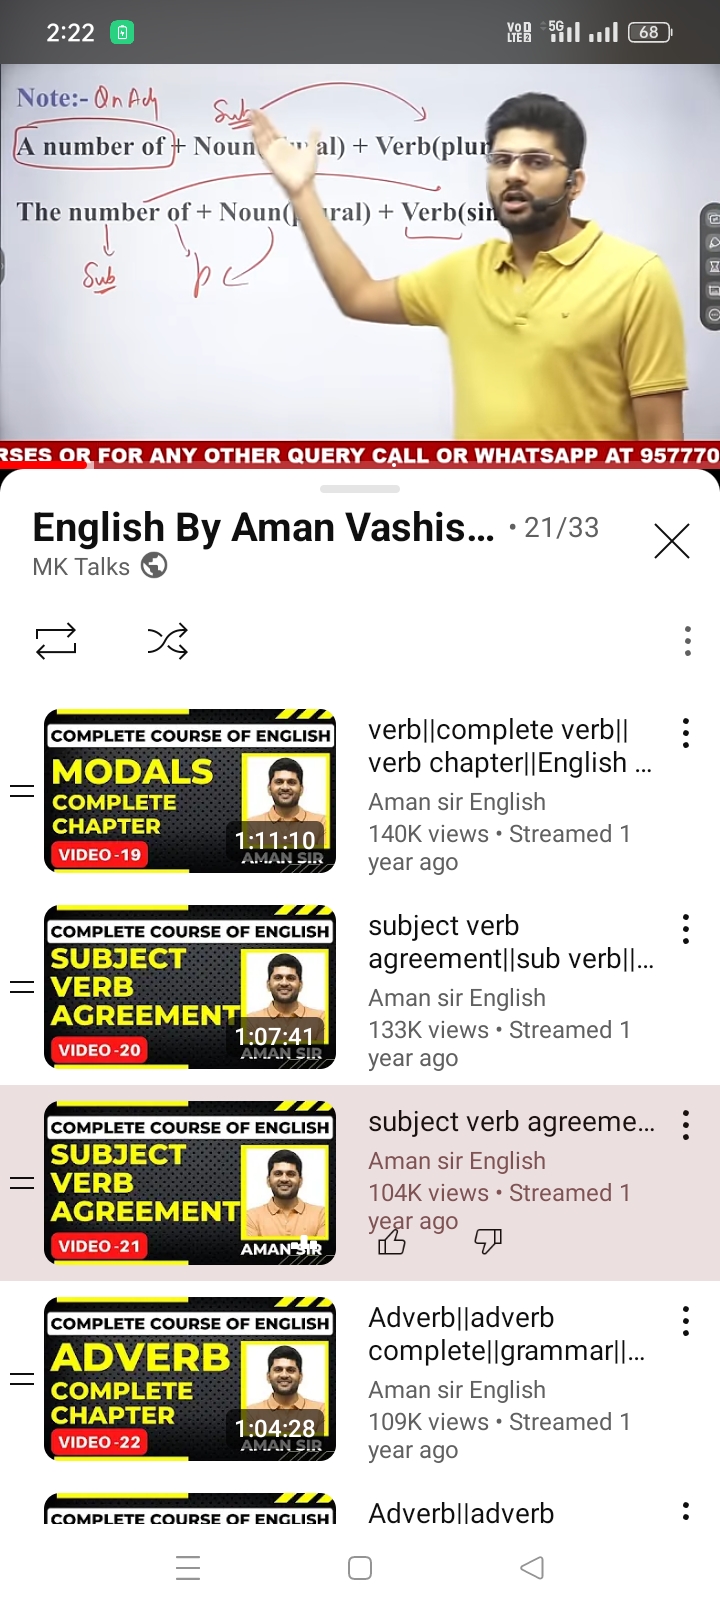 2:22
Vo
LTE2
5G
68
Note:- Qn Adj
Sub
A number of + Noun al) + Verb(plur
The number of + Noun(p ural) + Verb(sin
Sub
p
RSES OR FOR ANY OTHER QUERY CALL OR WHATSAPP AT 957770
English By Aman Vashis... • 21/33
MK Talks
COMPLETE COURSE OF ENGLISH
MODALS
COMPLETE
CHAPTER
VIDEO -19
1:11:10
AMAN SIR
verb||complete verb||
verb chapter||English ...
Aman sir English
140K views • Streamed 1
year ago
COMPLETE COURSE OF ENGLISH
SUBJECT
VERB
AGREEMENT
VIDEO -20
1:07:41
AMAN SIR
subject verb
agreement||sub verb||...
Aman sir English
133K views • Streamed 1
year ago
COMPLETE COURSE OF ENGLISH
SUBJECT
VERB
AGREEMENT
VIDEO -21
AMAN SIR
subject verb agreeme...
Aman sir English
104K views • Streamed 1
year ago
COMPLETE COURSE OF ENGLISH
ADVERB
COMPLETE
CHAPTER
VIDEO -22
1:04:28
AMAN SIR
Adverb||adverb
complete||grammar||...
Aman sir English
109K views • Streamed 1
year ago
COMPLETE COURSE OF ENGLISH
Adverb||adverb